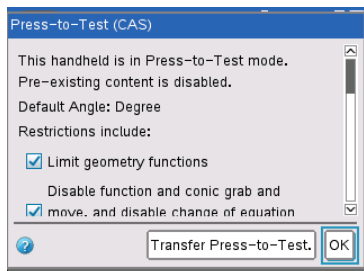 Press-to-Test (CAS)
This handheld is in Press-to-Test mode.
Pre-existing content is disabled.
Default Angle: Degree
Restrictions include:
Limit geometry functions
Disable function and conic grab and
move, and disable change of equation
Transfer Press-to-Test.
OK